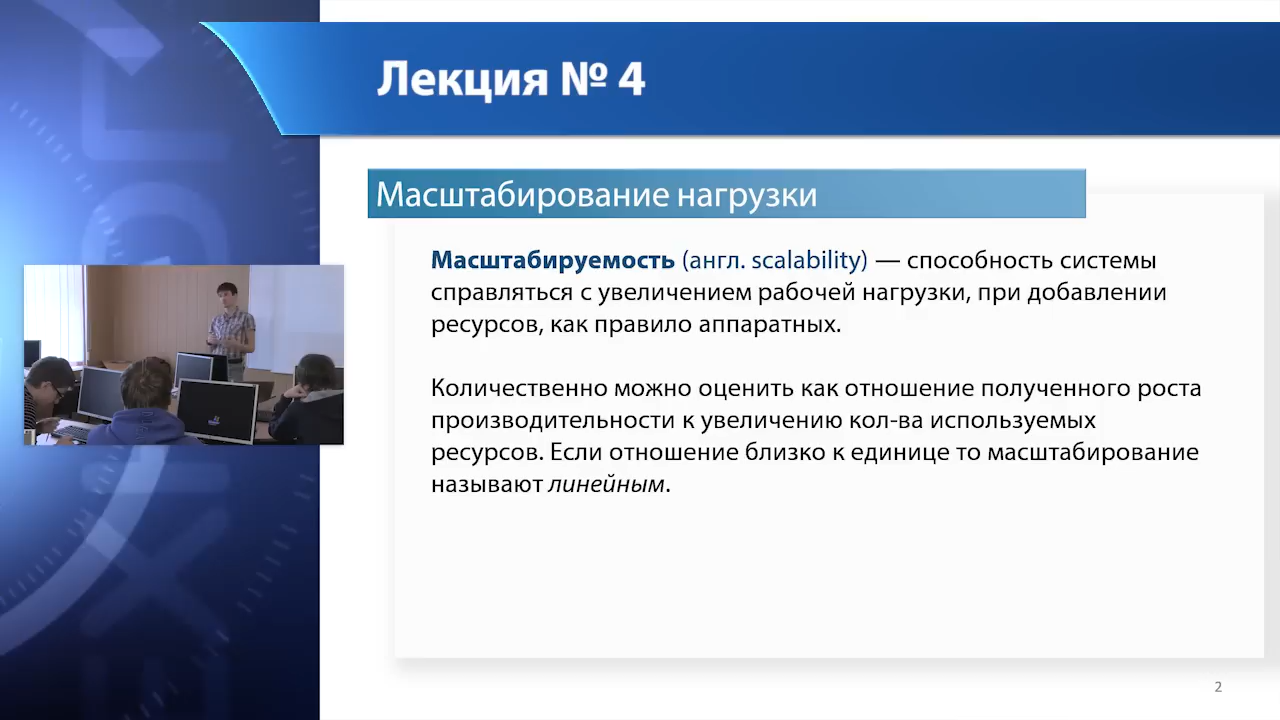 Лекция № 4
Масштабирование нагрузки
Масштабируемость (англ. scalability) — способность системы
справляться с увеличением рабочей нагрузки, при добавлении
ресурсов, как правило аппаратных.
Количественно можно оценить как отношение полученного роста
производительности к увеличению кол-ва используемых
ресурсов. Если отношение близко к единице то масштабирование
называют линейным.
2